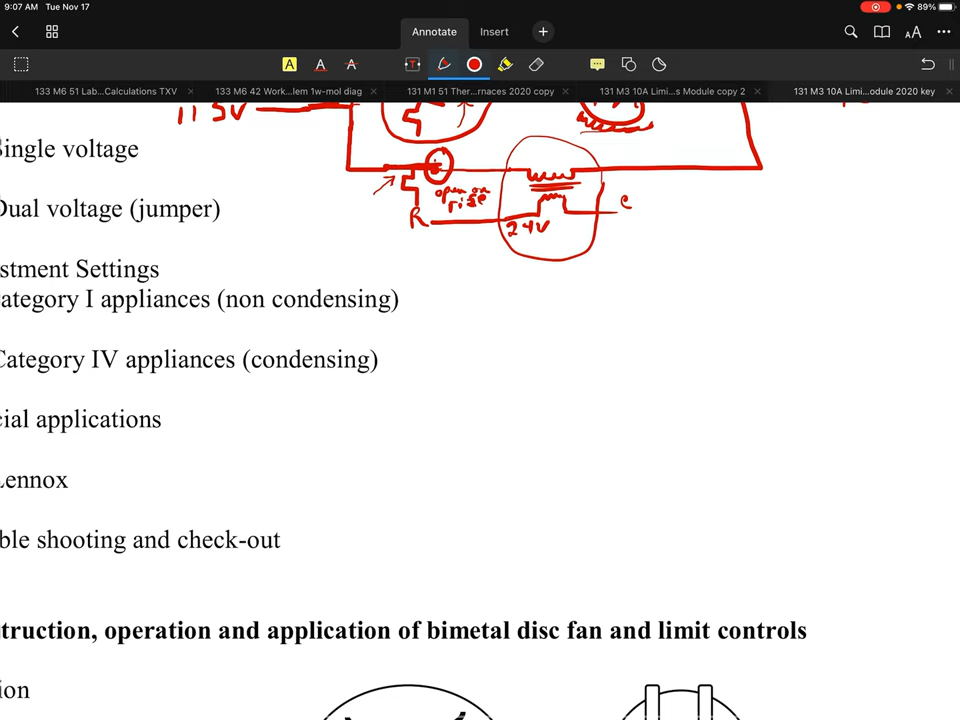 9:07 AM Tue Nov 17
89%
Annotate
Insert
133 M6 51 Lab...Calculations TXV
133 M6 42 Work...lem 1w-mol diag
131 M1 51 Ther...rnaces 2020 copy
131 M3 10A Limi...s Module copy 2
131 M3 10A Limi...odule 2020 key
115V
Single voltage
open on
rise
Dual voltage (jumper)
R
24V
C
stment Settings
ategory I appliances (non condensing)
Category IV appliances (condensing)
cial applications
Lennox
ble shooting and check-out
truction, operation and application of bimetal disc fan and limit controls
ion